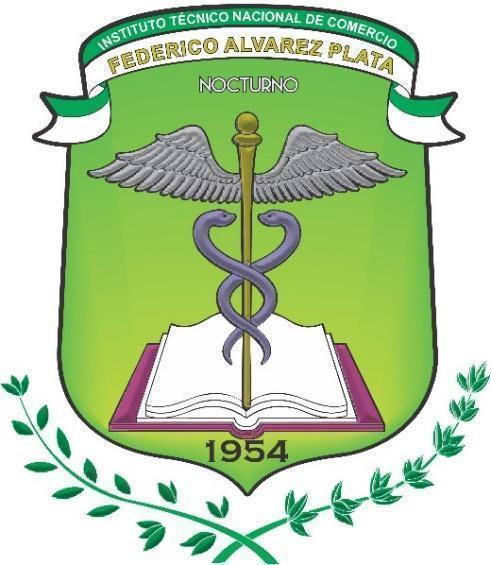 INSTITUTO TÉCNICO NACIONAL DE COMERCIO
FEDERICO ALVAREZ PLATA
NOCTURNO
1954